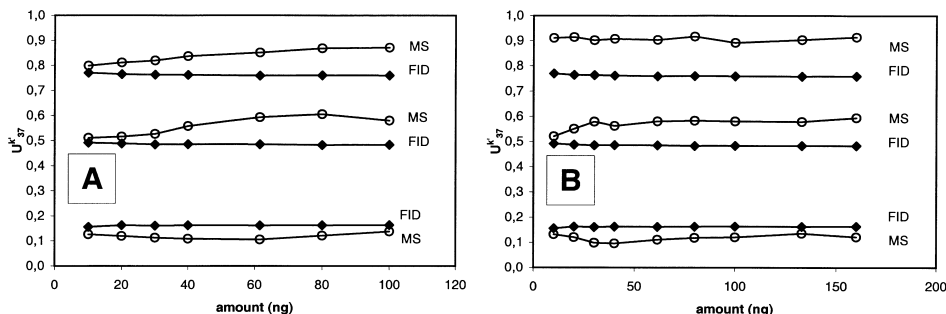 1,0
0,9
0,8
0,7
0,6
0,5
0,4
0,3
0,2
0,1
0,0
U^k'_37
MS
FID
MS
FID
FID
MS
A
0 20 40 60 80 100 120
amount (ng)
1,0
0,9
0,8
0,7
0,6
0,5
0,4
0,3
0,2
0,1
0,0
U^k'_37
MS
FID
MS
FID
FID
MS
B
0 50 100 150 200
amount (ng)